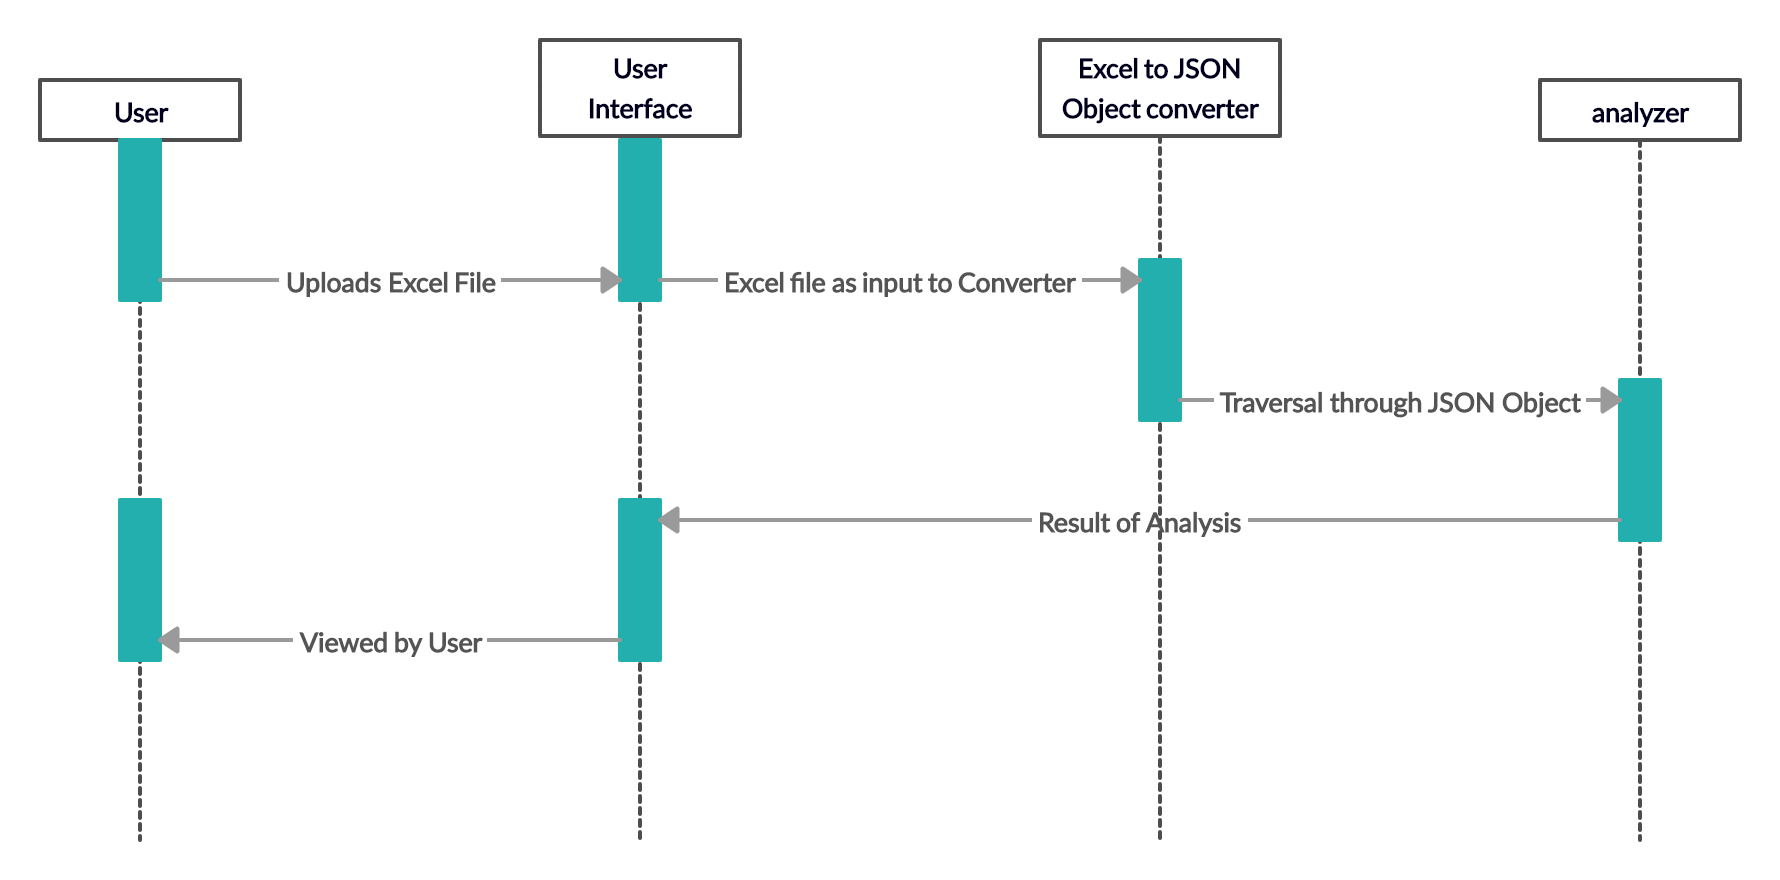 User
User
Interface
Excel to JSON
Object converter
analyzer
Uploads Excel File
Excel file as input to Converter
Traversal through JSON Object
Result of Analysis
Viewed by User